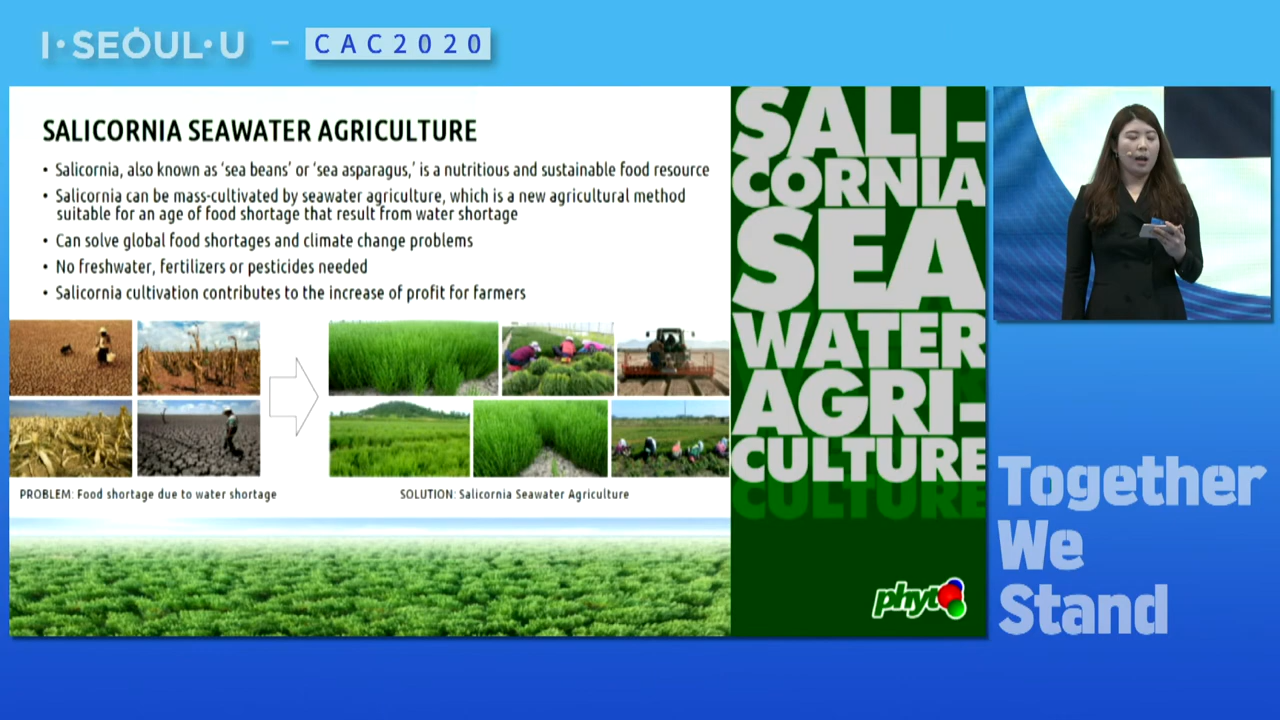 I·SEOUL·U – CAC2020
SALICORNIA SEAWATER AGRICULTURE
• Salicornia, also known as ‘sea beans’ or ‘sea asparagus,’ is a nutritious and sustainable food resource
• Salicornia can be mass-cultivated by seawater agriculture, which is a new agricultural method
suitable for an age of food shortage that result from water shortage
• Can solve global food shortages and climate change problems
• No freshwater, fertilizers or pesticides needed
• Salicornia cultivation contributes to the increase of profit for farmers
PROBLEM: Food shortage due to water shortage
SOLUTION: Salicornia Seawater Agriculture
SALI-
CORNIA
SEA
WATER
AGRI-
CULTURE
CULTURE
phyto
Together
We
Stand